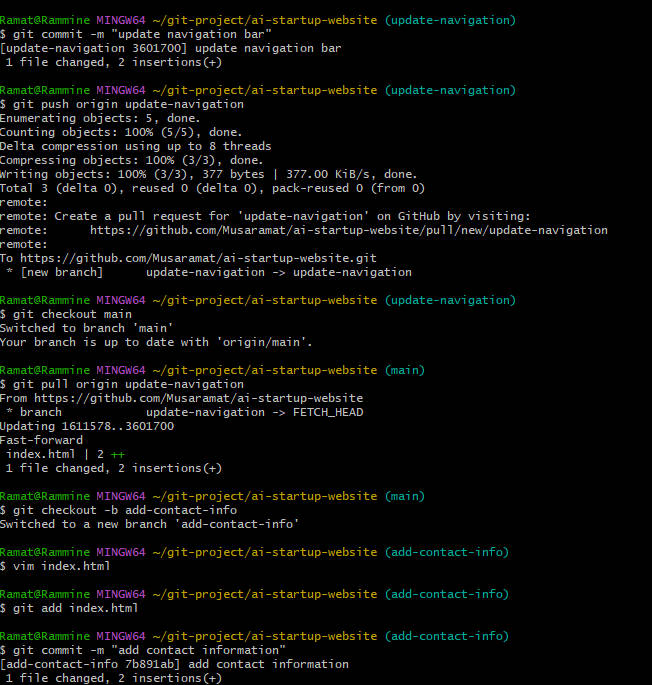 Ramat@Rammine MINGW64 ~/git-project/ai-startup-website (update-navigation)
$ git commit -m "update navigation bar"
[update-navigation 3601700] update navigation bar
 1 file changed, 2 insertions(+)

Ramat@Rammine MINGW64 ~/git-project/ai-startup-website (update-navigation)
$ git push origin update-navigation
Enumerating objects: 5, done.
Counting objects: 100% (5/5), done.
Delta compression using up to 8 threads
Compressing objects: 100% (3/3), done.
Writing objects: 100% (3/3), 377 bytes | 377.00 KiB/s, done.
Total 3 (delta 0), reused 0 (delta 0), pack-reused 0 (from 0)
remote:
remote: Create a pull request for 'update-navigation' on GitHub by visiting:
remote:      https://github.com/Musaramat/ai-startup-website/pull/new/update-navigation
remote:
To https://github.com/Musaramat/ai-startup-website.git
 * [new branch]      update-navigation -> update-navigation

Ramat@Rammine MINGW64 ~/git-project/ai-startup-website (update-navigation)
$ git checkout main
Switched to branch 'main'
Your branch is up to date with 'origin/main'.

Ramat@Rammine MINGW64 ~/git-project/ai-startup-website (main)
$ git pull origin update-navigation
From https://github.com/Musaramat/ai-startup-website
 * branch            update-navigation -> FETCH_HEAD
Updating 1611578..3601700
Fast-forward
 index.html | 2 ++
 1 file changed, 2 insertions(+)

Ramat@Rammine MINGW64 ~/git-project/ai-startup-website (main)
$ git checkout -b add-contact-info
Switched to a new branch 'add-contact-info'

Ramat@Rammine MINGW64 ~/git-project/ai-startup-website (add-contact-info)
$ vim index.html

Ramat@Rammine MINGW64 ~/git-project/ai-startup-website (add-contact-info)
$ git add index.html

Ramat@Rammine MINGW64 ~/git-project/ai-startup-website (add-contact-info)
$ git commit -m "add contact information"
[add-contact-info 7b891ab] add contact information
 1 file changed, 2 insertions(+)